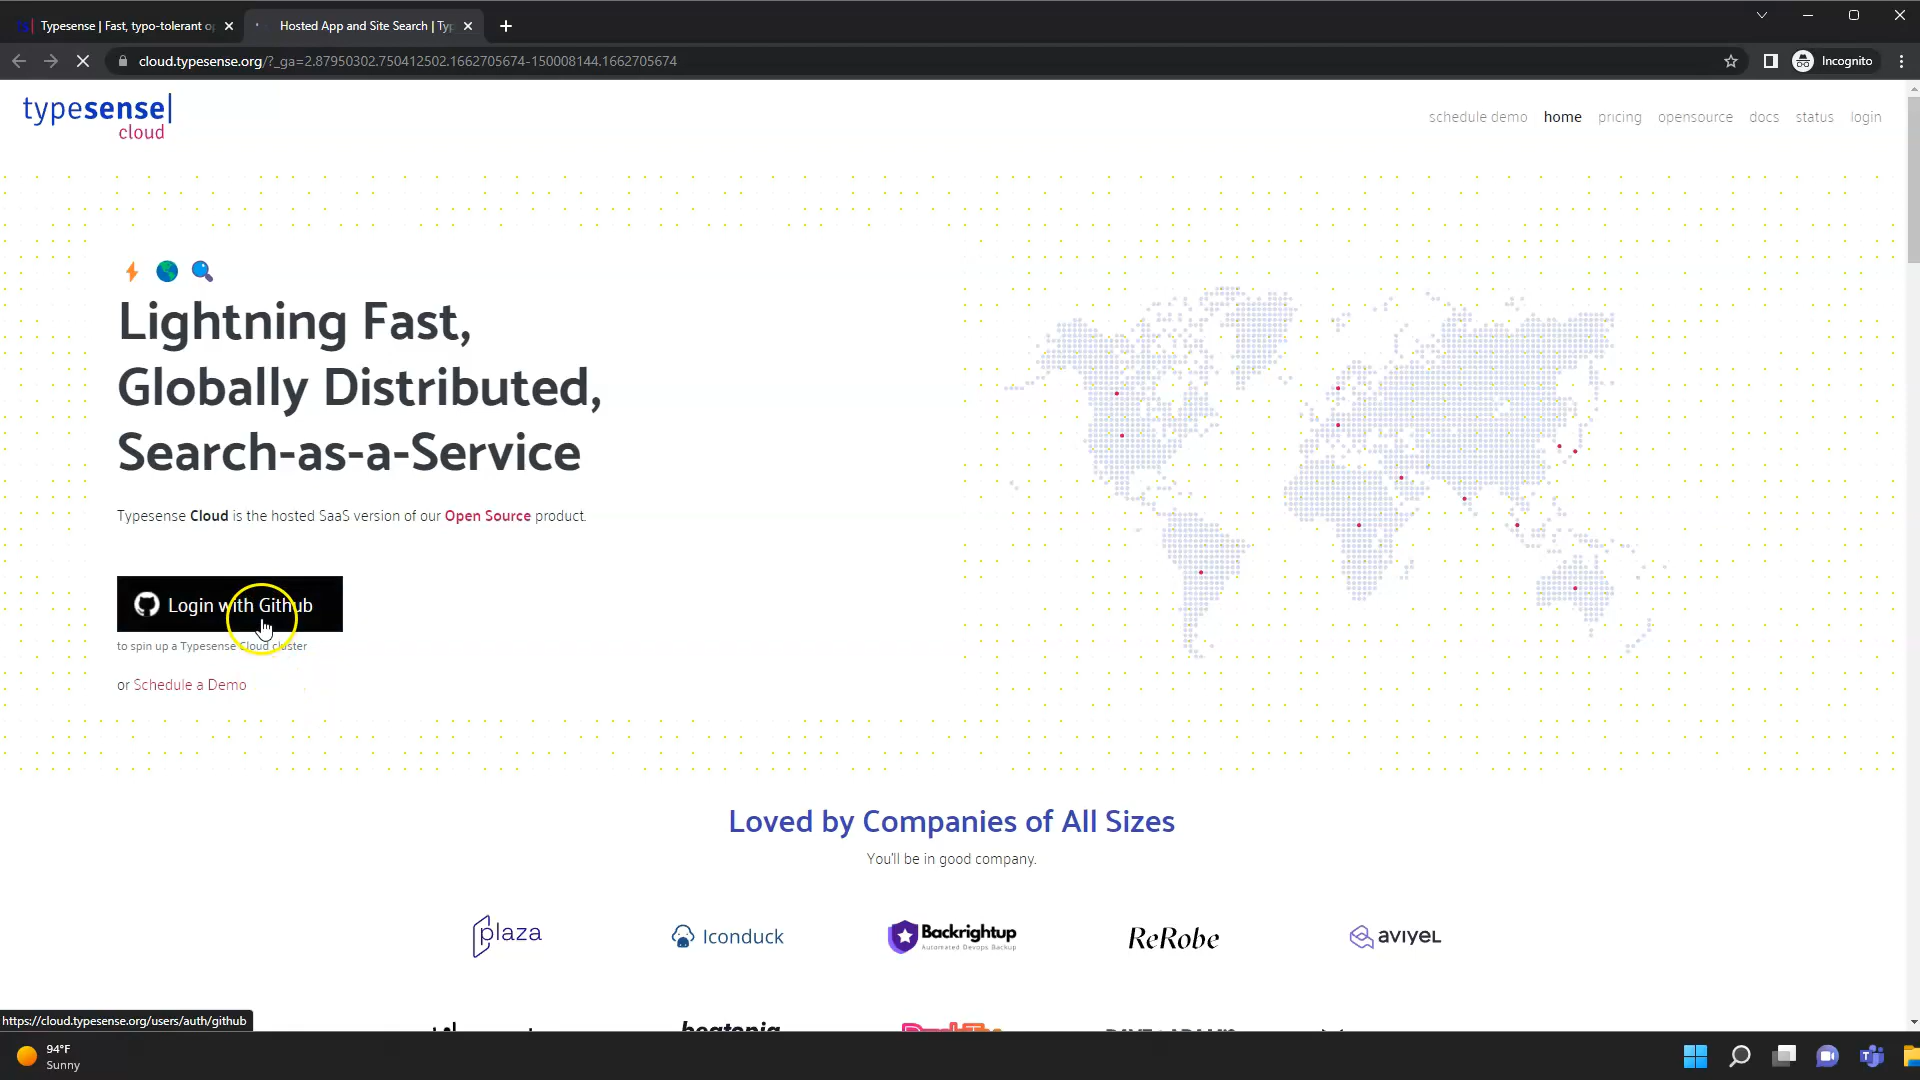 Typesense | Fast, typo-tolerant op
Hosted App and Site Search | Typ
cloud.typesense.org/?_ga=2.87950302.750412502.1662705674-150008144.1662705674
Incognito
typesense|
cloud
schedule demo
home
pricing
opensource
docs
status
login
Lightning Fast,
Globally Distributed,
Search-as-a-Service
Typesense Cloud is the hosted SaaS version of our Open Source product.
Login with Github
to spin up a Typesense Cloud cluster
or Schedule a Demo
Loved by Companies of All Sizes
You'll be in good company.
plaza
Iconduck
Backrightup
Automated Devops Backup
ReRobe
AVIYEL
https://cloud.typesense.org/users/auth/github
94°F
Sunny